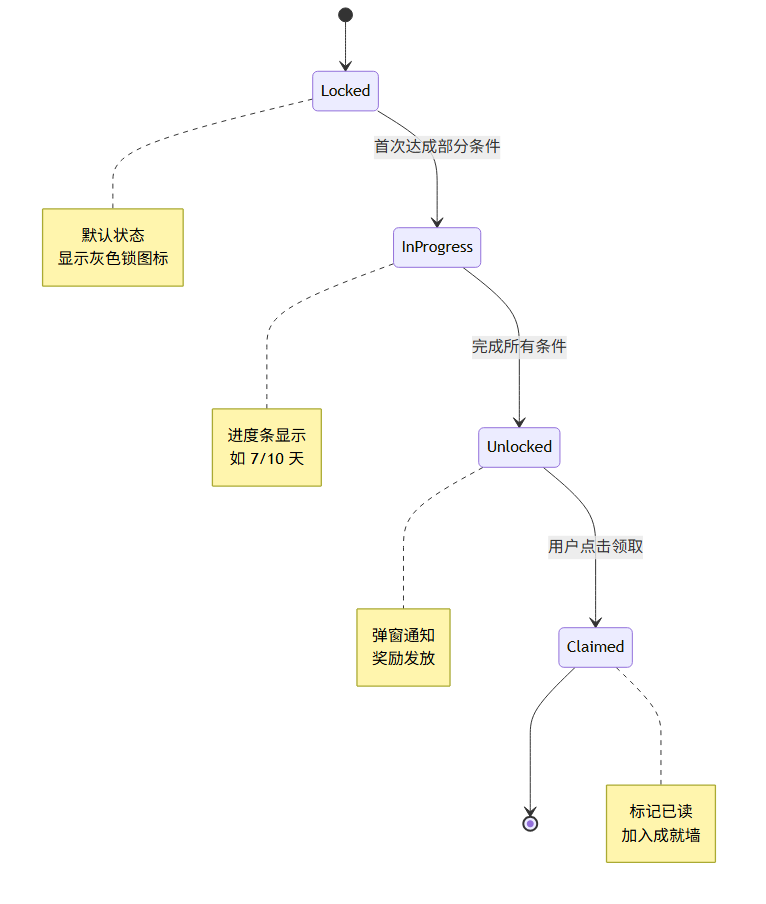 Locked
首次达成部分条件
默认状态
显示灰色锁图标
InProgress
完成所有条件
进度条显示
如 7/10 天
Unlocked
用户点击领取
弹窗通知
奖励发放
Claimed
标记已读
加入成就墙